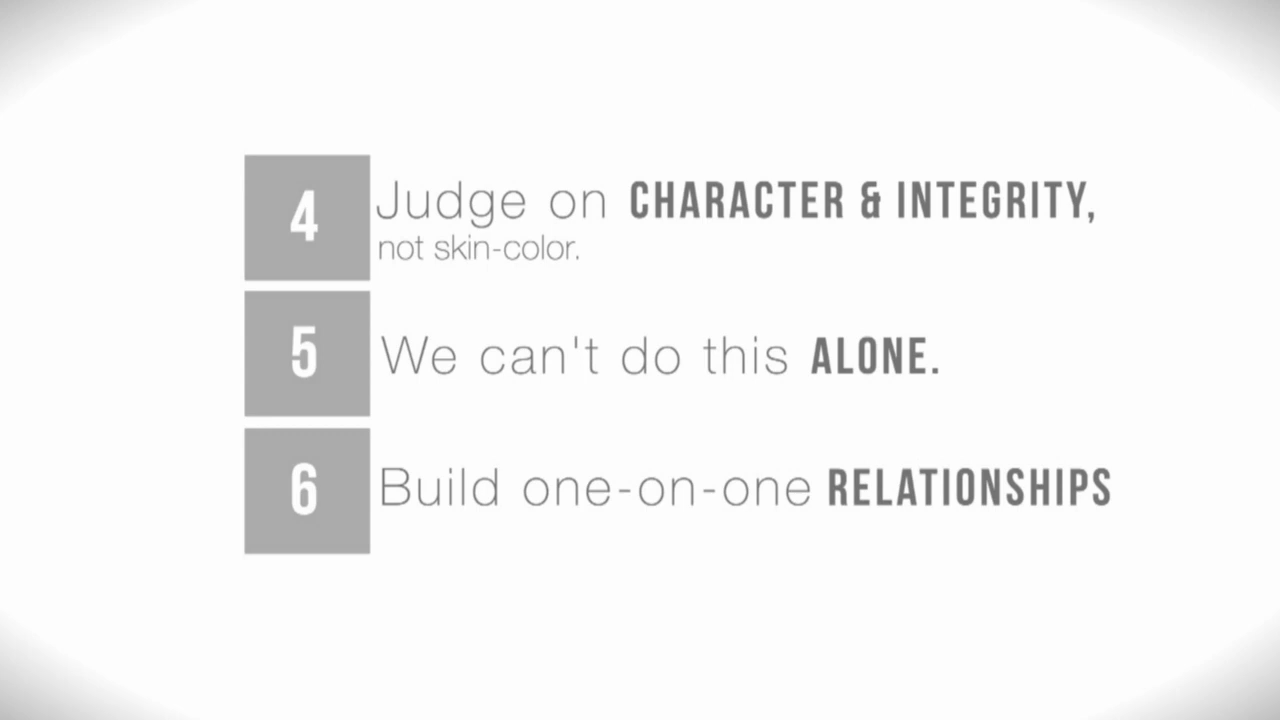 4 Judge on CHARACTER & INTEGRITY,
not skin-color.
5 We can't do this ALONE.
6 Build one-on-one RELATIONSHIPS